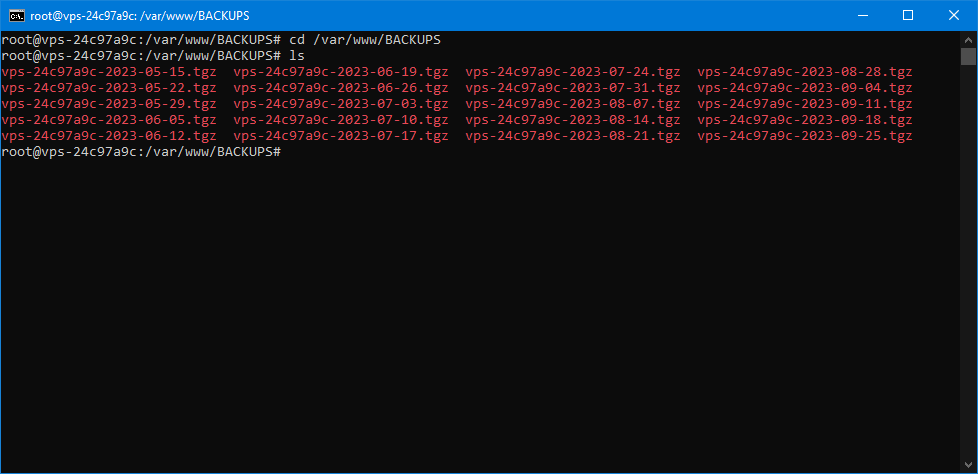 root@vps-24c97a9c: /var/www/BACKUPS
root@vps-24c97a9c:/var/www/BACKUPS# cd /var/www/BACKUPS
root@vps-24c97a9c:/var/www/BACKUPS# ls
vps-24c97a9c-2023-05-15.tgz  vps-24c97a9c-2023-06-19.tgz  vps-24c97a9c-2023-07-24.tgz  vps-24c97a9c-2023-08-28.tgz
vps-24c97a9c-2023-05-22.tgz  vps-24c97a9c-2023-06-26.tgz  vps-24c97a9c-2023-07-31.tgz  vps-24c97a9c-2023-09-04.tgz
vps-24c97a9c-2023-05-29.tgz  vps-24c97a9c-2023-07-03.tgz  vps-24c97a9c-2023-08-07.tgz  vps-24c97a9c-2023-09-11.tgz
vps-24c97a9c-2023-06-05.tgz  vps-24c97a9c-2023-07-10.tgz  vps-24c97a9c-2023-08-14.tgz  vps-24c97a9c-2023-09-18.tgz
vps-24c97a9c-2023-06-12.tgz  vps-24c97a9c-2023-07-17.tgz  vps-24c97a9c-2023-08-21.tgz  vps-24c97a9c-2023-09-25.tgz
root@vps-24c97a9c:/var/www/BACKUPS#